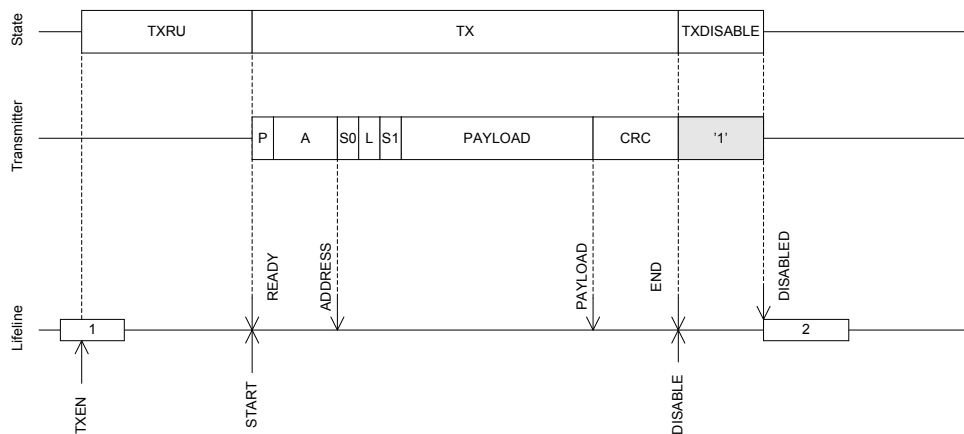 State
TXRU
TX
TXDISABLE
Transmitter
P
A
S0
L
S1
PAYLOAD
CRC
’1’
READY
ADDRESS
PAYLOAD
END
DISABLED
Lifeline
1
2
TXEN
START
DISABLE